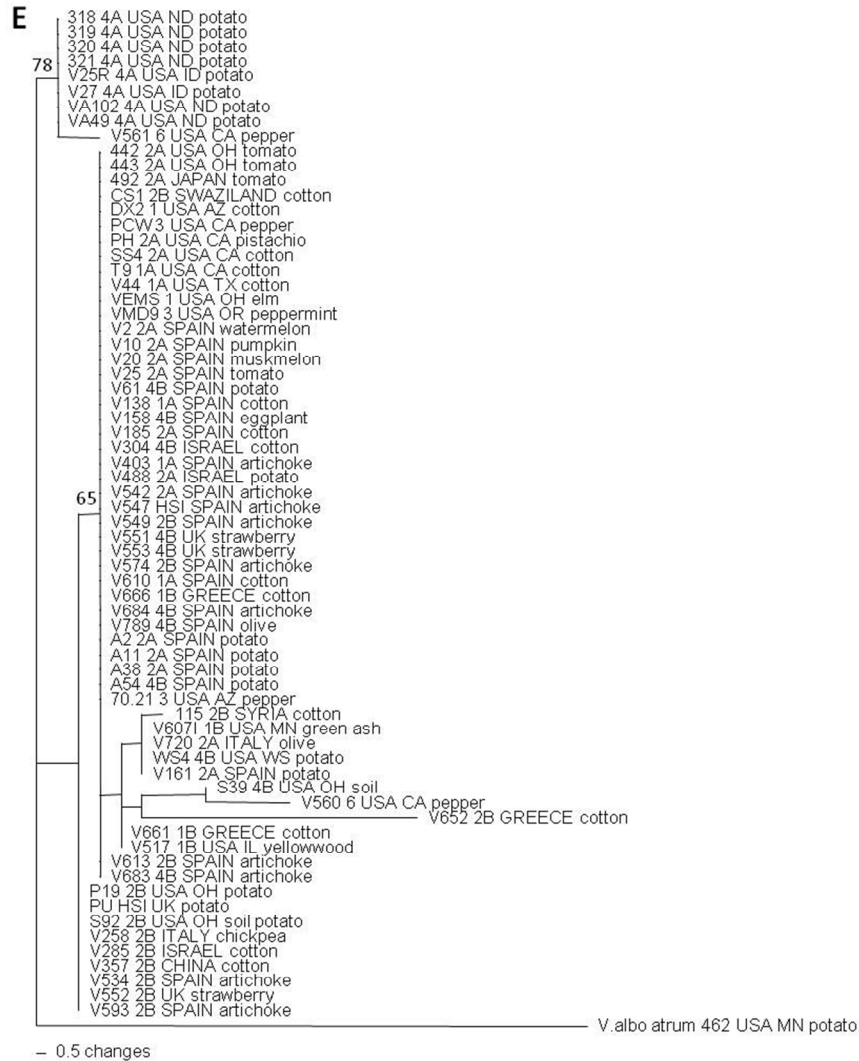 E
318 4A USA ND potato
319 4A USA ND potato
320 4A USA ND potato
321 4A USA ND potato
78
V25R 4A USA ID potato
V27 4A USA ID potato
VA102 4A USA ND potato
VA49 4A USA ND potato
V561 6 USA CA pepper
442 2A USA OH tomato
443 2A USA OH tomato
492 2A JAPAN tomato
CS1 2B SWAZILAND cotton
DX2 1 USA AZ cotton
PCW3 USA CA pepper
PH 2A USA CA pistachio
SS4 2A USA CA cotton
T9 1A USA CA cotton
V44 1A USA TX cotton
VEMS 1 USA OH elm
VMD9 3 USA OR peppermint
V2 2A SPAIN watermelon
V10 2A SPAIN pumpkin
V20 2A SPAIN muskmelon
V25 2A SPAIN tomato
V61 4B SPAIN potato
V138 1A SPAIN cotton
V158 4B SPAIN eggplant
V185 2A SPAIN cotton
V304 4B ISRAEL cotton
V403 1A SPAIN artichoke
V488 2A ISRAEL potato
V542 2A SPAIN artichoke
65
V547 HSI SPAIN artichoke
V549 2B SPAIN artichoke
V551 4B UK strawberry
V553 4B UK strawberry
V574 2B SPAIN artichoke
V610 1A SPAIN cotton
V666 1B GREECE cotton
V684 4B SPAIN artichoke
V789 4B SPAIN olive
A2 2A SPAIN potato
A11 2A SPAIN potato
A38 2A SPAIN potato
A54 4B SPAIN potato
70.21 3 USA AZ pepper
115 2B SYRIA cotton
V607I 1B USA MN green ash
V720 2A ITALY olive
WS4 4B USA WS potato
V161 2A SPAIN potato
S39 4B USA OH soil
V560 6 USA CA pepper
V652 2B GREECE cotton
V661 1B GREECE cotton
V517 1B USA IL yellowwood
V613 2B SPAIN artichoke
V683 4B SPAIN artichoke
P19 2B USA OH potato
PU HSI UK potato
S92 2B USA OH soil potato
V258 2B ITALY chickpea
V285 2B ISRAEL cotton
V357 2B CHINA cotton
V534 2B SPAIN artichoke
V552 2B UK strawberry
V593 2B SPAIN artichoke
V.albo atrum 462 USA MN potato
0.5 changes